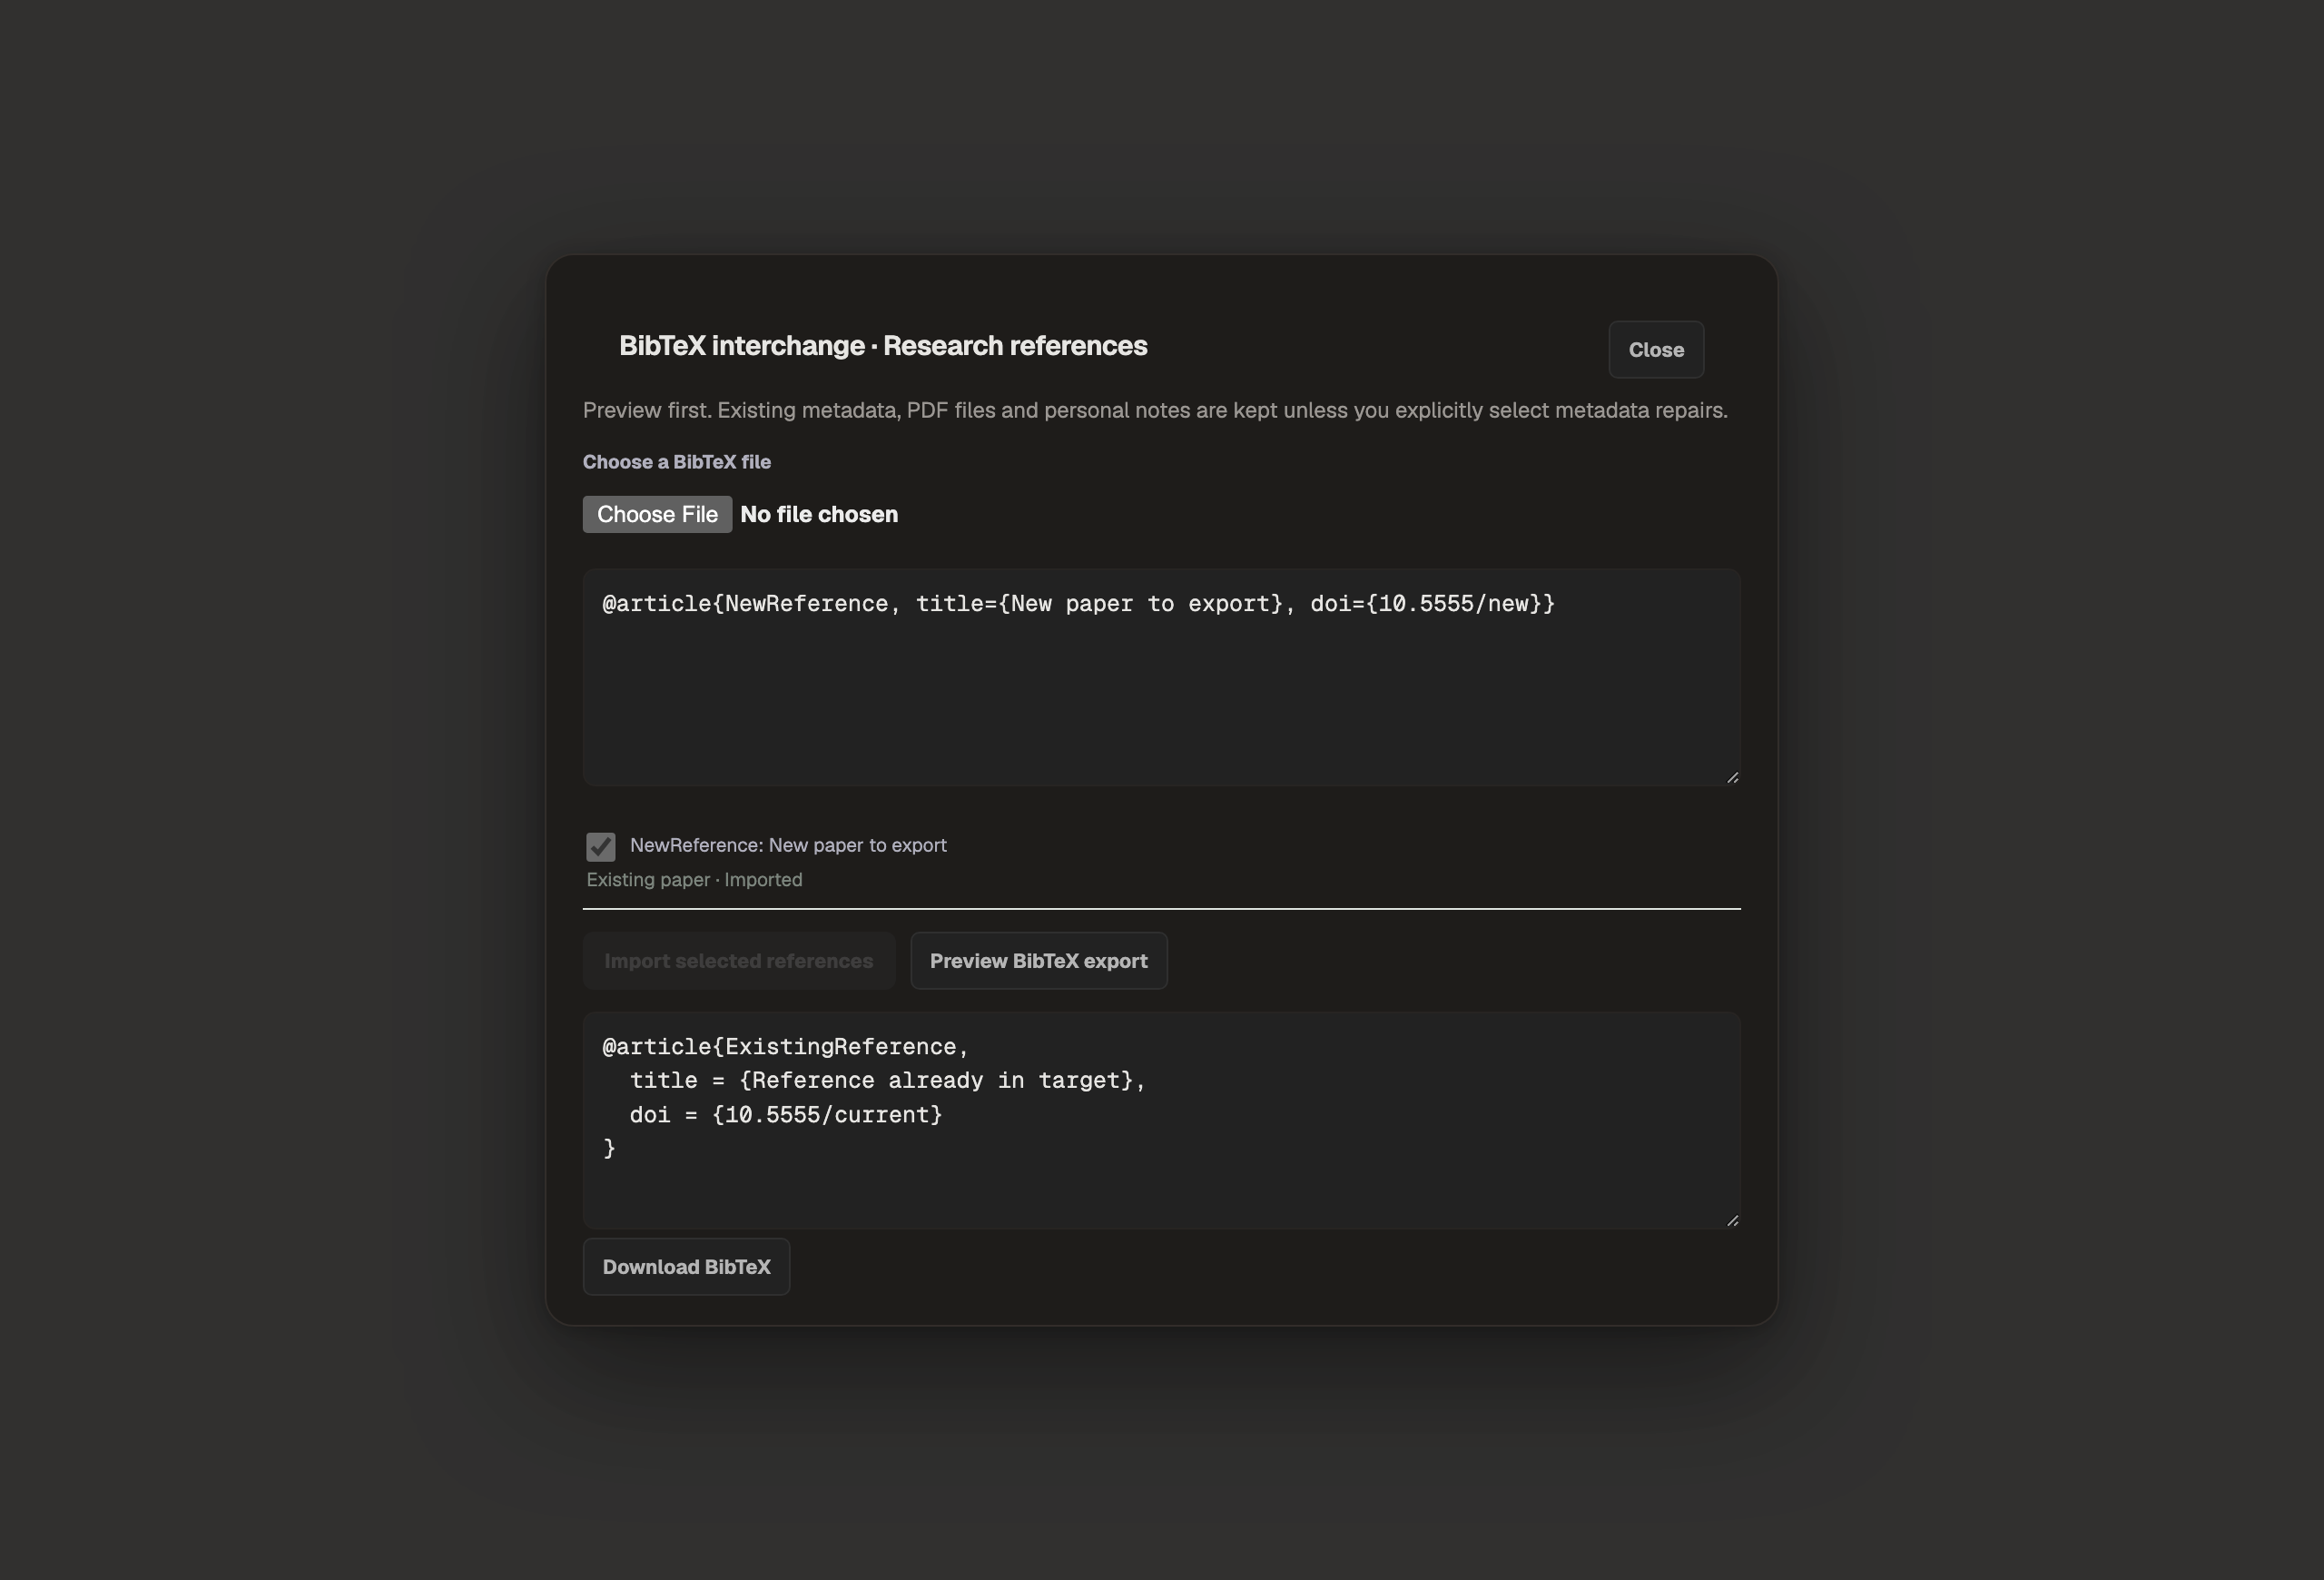 BibTeX interchange · Research references
Close
Preview first. Existing metadata, PDF files and personal notes are kept unless you explicitly select metadata repairs.
Choose a BibTeX file
Choose File No file chosen
@article{NewReference, title={New paper to export}, doi={10.5555/new}}
NewReference: New paper to export
Existing paper · Imported
Import selected references
Preview BibTeX export
@article{ExistingReference,
  title = {Reference already in target},
  doi = {10.5555/current}
}
Download BibTeX